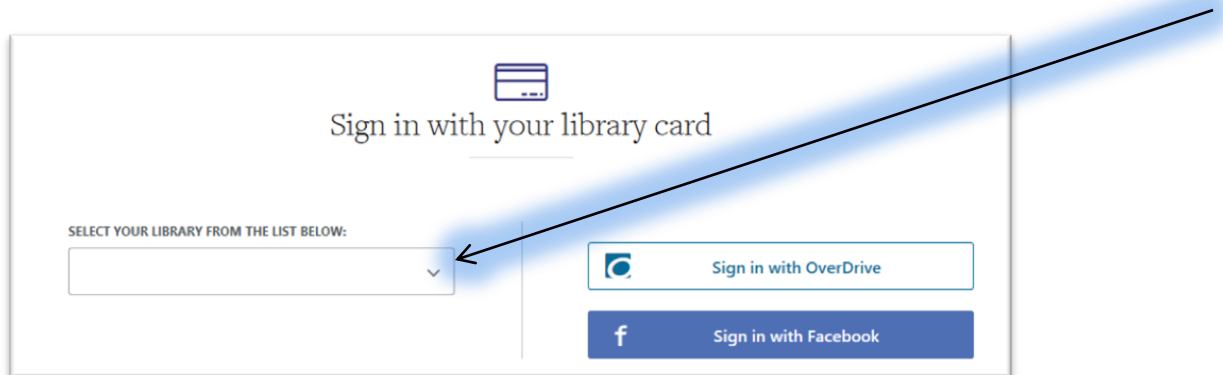 Sign in with your library card
SELECT YOUR LIBRARY FROM THE LIST BELOW:
Sign in with OverDrive
f Sign in with Facebook